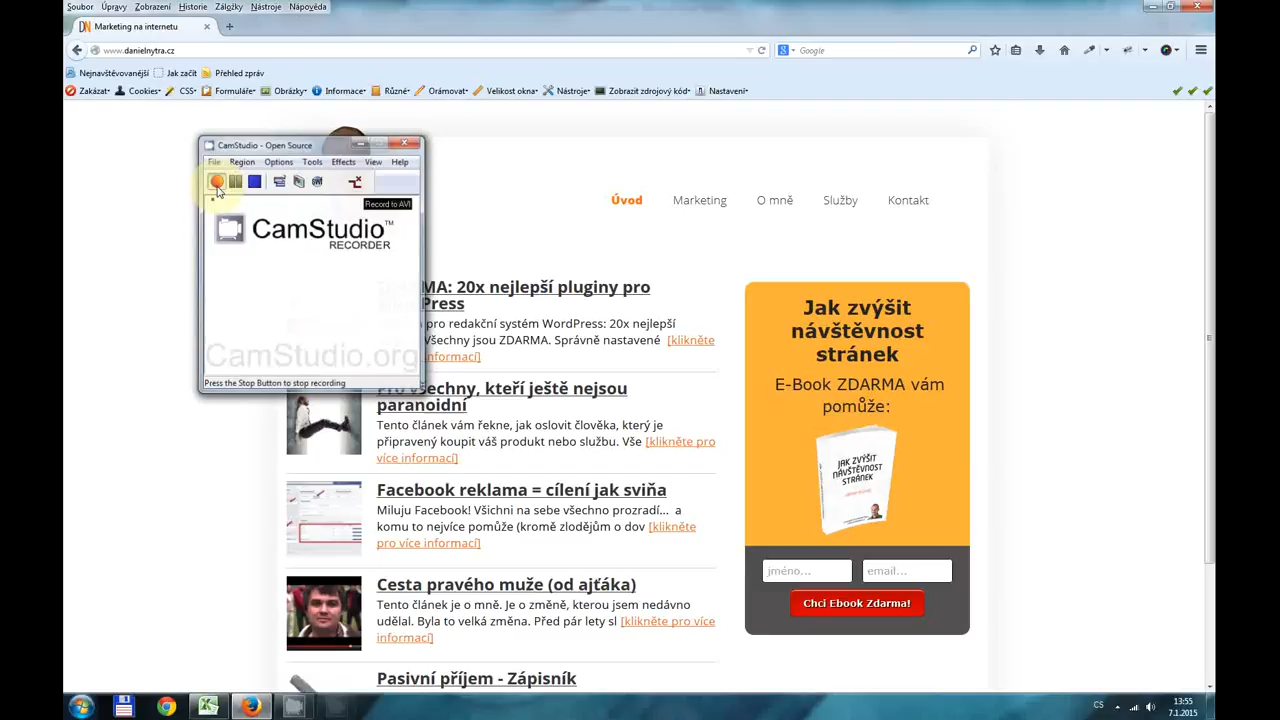 Soubor Úpravy Zobrazení Historie Záložky Nástroje Nápověda
Marketing na internetu
www.danielnytra.cz
Google
Nejnavštěvovanější Jak začít Přehled zpráv
Zakázat Cookies CSS Formuláře Obrázky Informace Různé Orámovat Velikost okna Nástroje Zobrazit zdrojový kód Nastavení
CamStudio - Open Source
File Region Options Tools Effects View Help
Record to AVI
CamStudio™
RECORDER
CamStudio.org
Press the Stop Button to stop recording
Úvod Marketing O mně Služby Kontakt
MA: 20x nejlepší pluginy pro
Press
pro redakční systém WordPress: 20x nejlepší
Všechny jsou ZDARMA. Správně nastavené [klikněte
informací]
Pro všechny, kteří ještě nejsou
paranoidní
Tento článek vám řekne, jak oslovit člověka, který je
připravený koupit váš produkt nebo službu. Vše [klikněte pro
více informací]
Facebook reklama = cílení jak sviňa
Miluju Facebook! Všichni na sebe všechno prozradí... a
komu to nejvíce pomůže (kromě zlodějům o dov [klikněte
pro více informací]
Cesta pravého muže (od ajťáka)
Tento článek je o mně. Je o změně, kterou jsem nedávno
udělal. Byla to velká změna. Před pár lety sl [klikněte pro více
informací]
Pasivní příjem - Zápisník
Jak zvýšit
návštěvnost
stránek
E-Book ZDARMA vám
pomůže:
JAK ZVÝŠIT
NÁVŠTĚVNOST
STRÁNEK
jméno... email...
Chci Ebook Zdarma!
CS
13:55
7.1.2015